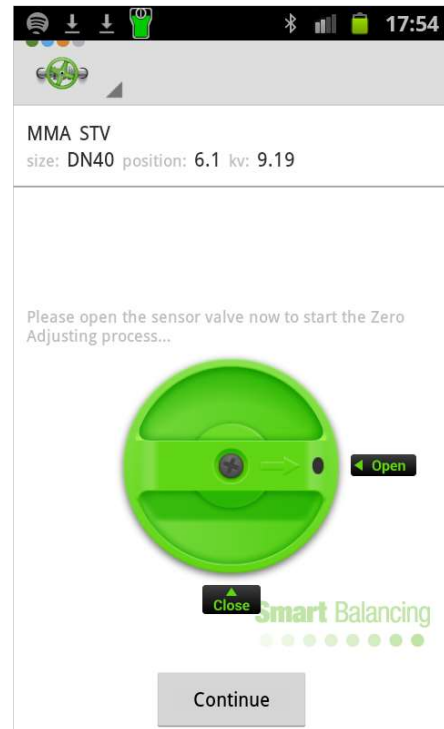 17:54
MMA STV
size: DN40 position: 6.1 kv: 9.19
Please open the sensor valve now to start the Zero
Adjusting process...
Open
Close
Smart Balancing
Continue